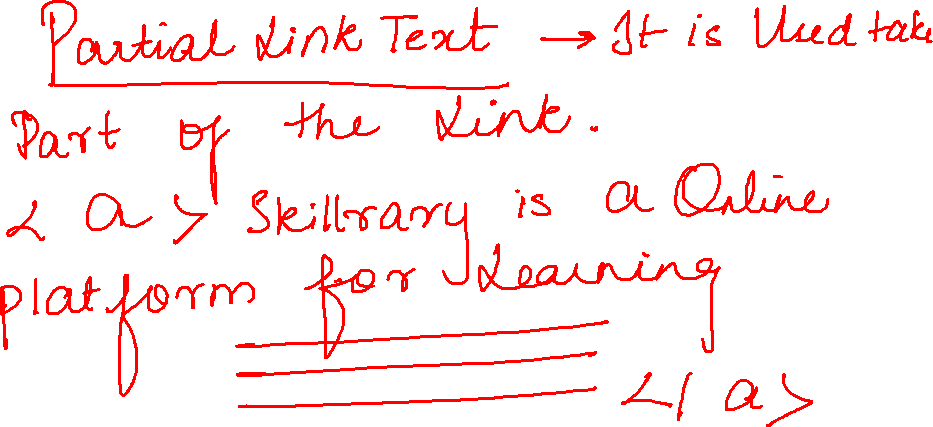 Partial Link Text → It is Used take
Part of the Link.
< a > Skillrary is a Online
platform for Learning
</ a >